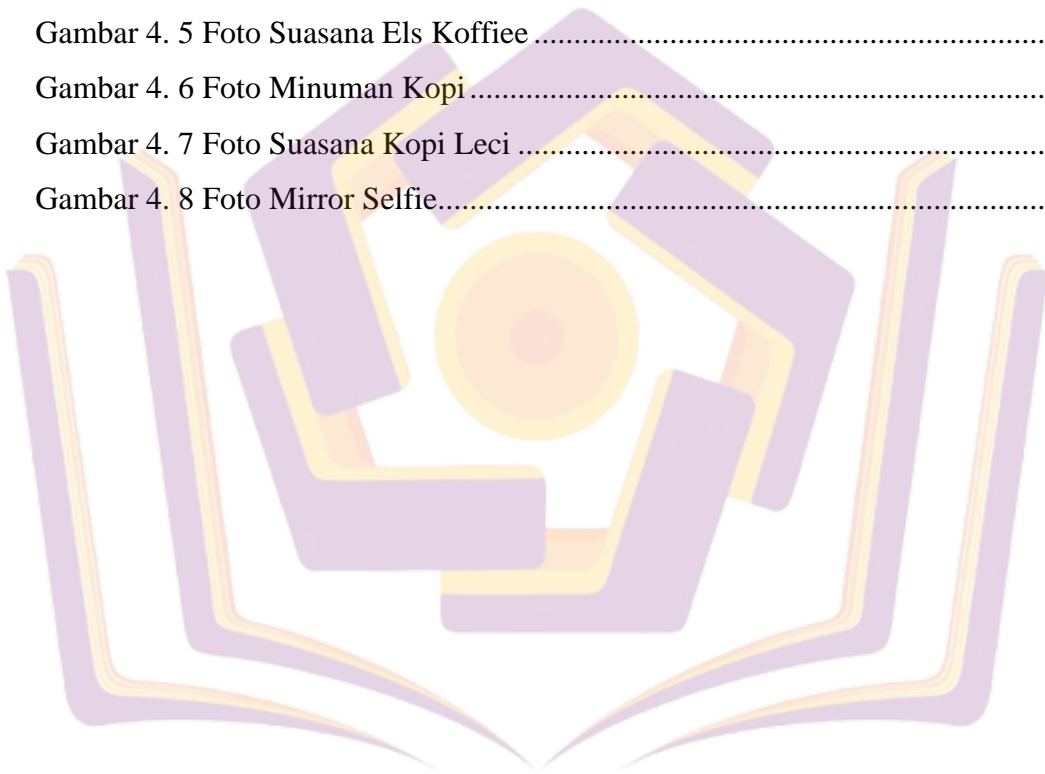 Gambar 4. 5 Foto Suasana Els Koffiee ................................................................
Gambar 4. 6 Foto Minuman Kopi ........................................................................
Gambar 4. 7 Foto Suasana Kopi Leci ..................................................................
Gambar 4. 8 Foto Mirror Selfie............................................................................